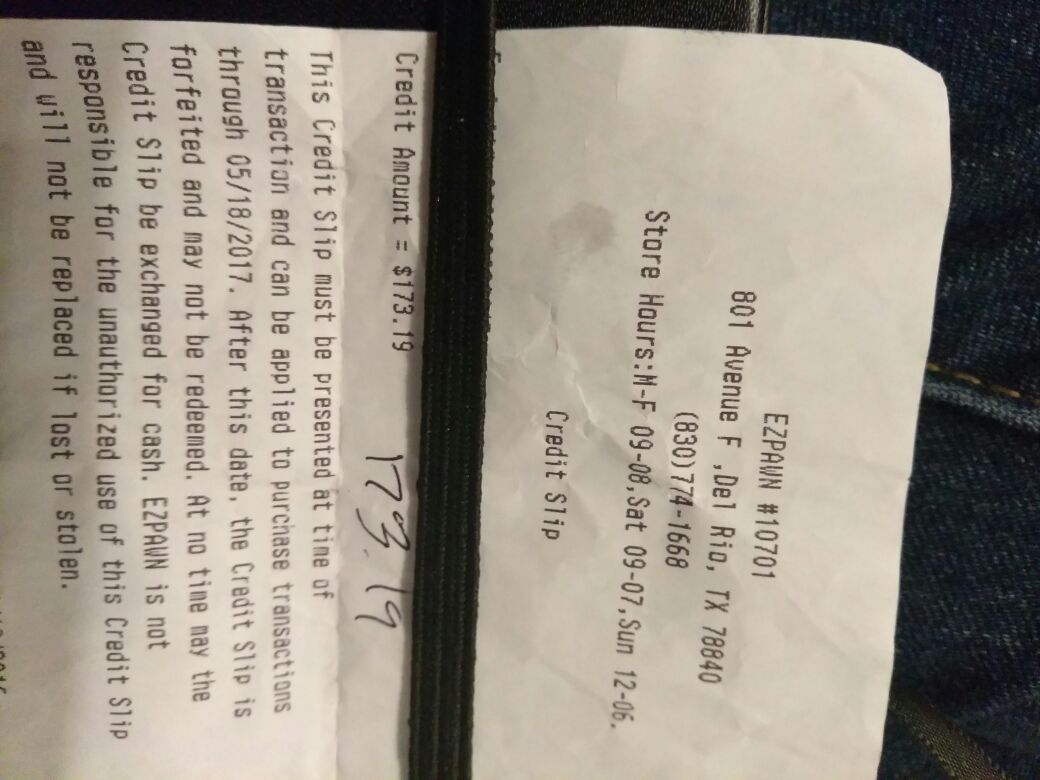 EZPAWN #10701
801 Avenue F ,Del Rio, TX 78840
(830)774-1668
Store Hours:M-F 09-08,Sat 09-07,Sun 12-06.
Credit Slip
Credit Amount = $173.19
173.19
This Credit Slip must be presented at time of
transaction and can be applied to purchase transactions
through 05/18/2017. After this date, the Credit Slip is
forfeited and may not be redeemed. At no time may the
Credit Slip be exchanged for cash. EZPAWN is not
responsible for the unauthorized use of this Credit Slip
and will not be replaced if lost or stolen.